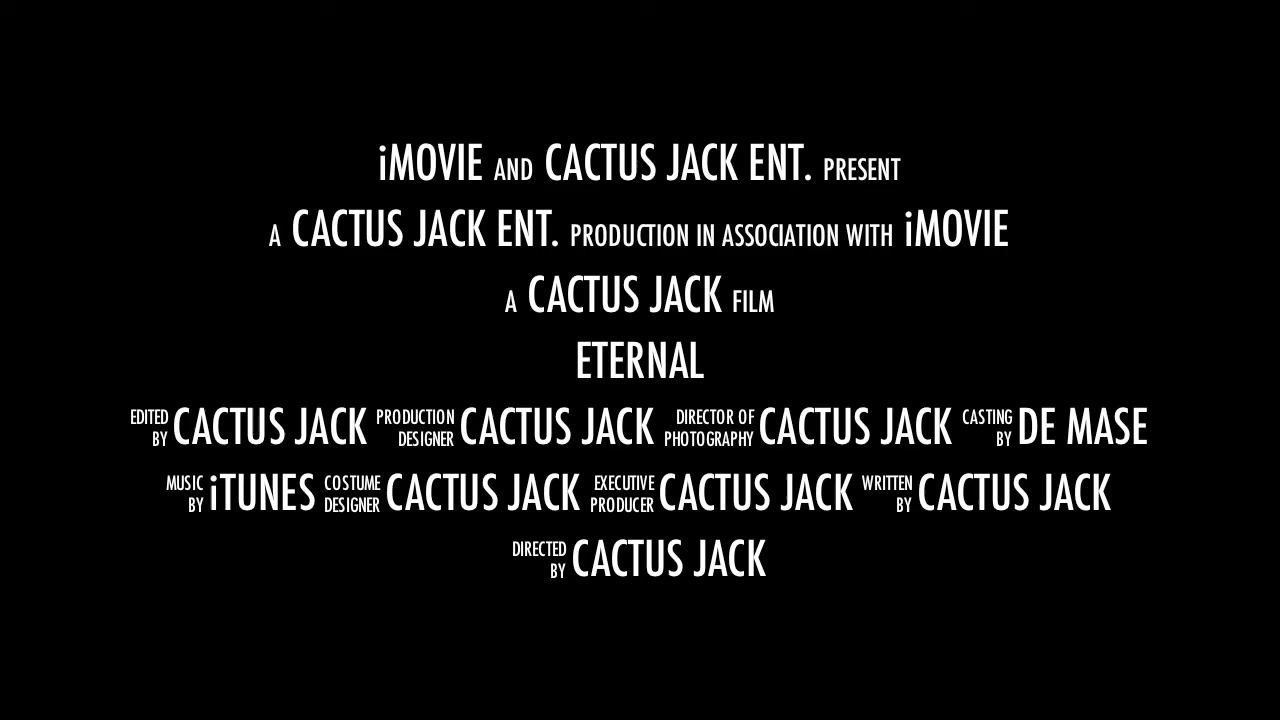 iMOVIE AND CACTUS JACK ENT. PRESENT
A CACTUS JACK ENT. PRODUCTION IN ASSOCIATION WITH iMOVIE
A CACTUS JACK FILM
ETERNAL
EDITED BY CACTUS JACK PRODUCTION DESIGNER CACTUS JACK DIRECTOR OF PHOTOGRAPHY CACTUS JACK CASTING BY DE MASE
MUSIC BY iTUNES COSTUME DESIGNER CACTUS JACK EXECUTIVE PRODUCER CACTUS JACK WRITTEN BY CACTUS JACK
DIRECTED BY CACTUS JACK